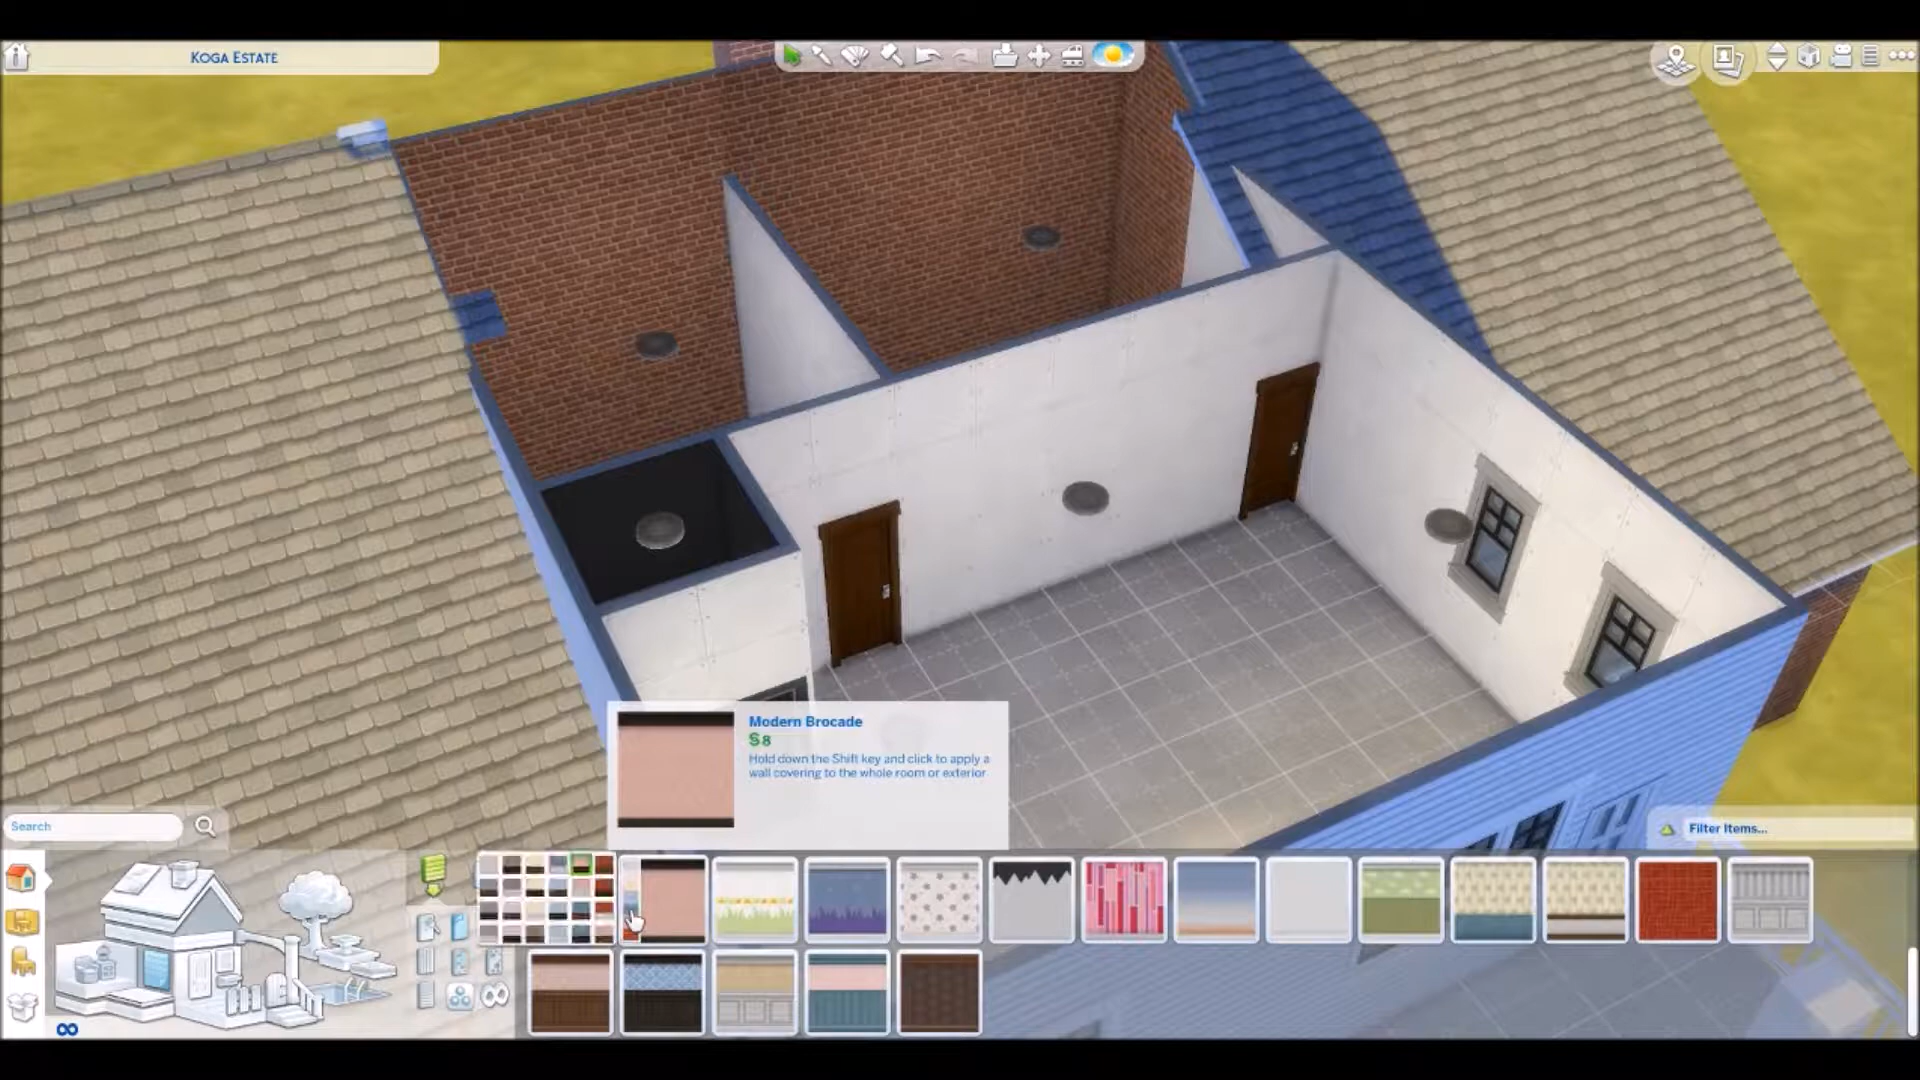 KOGA ESTATE
Modern Brocade
§8
Hold down the Shift key and click to apply a
wall covering to the whole room or exterior
Search
Filter Items...